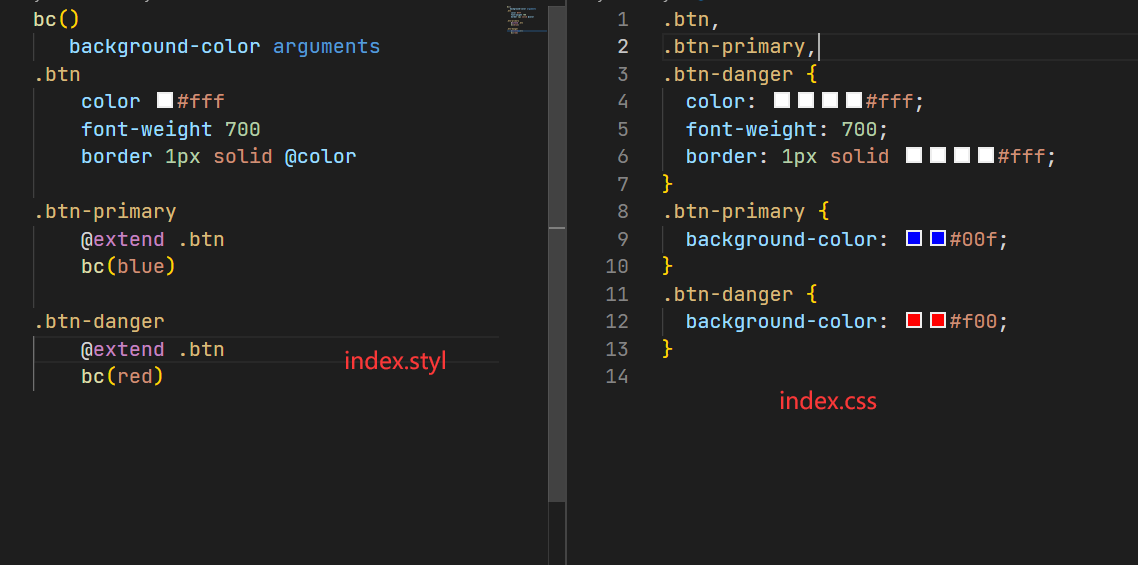 bc()
background-color arguments
.btn
color #fff
font-weight 700
border 1px solid @color
.btn-primary
@extend .btn
bc(blue)
.btn-danger
@extend .btn
bc(red)
index.styl
1 .btn,
2 .btn-primary,
3 .btn-danger {
4 color: #fff;
5 font-weight: 700;
6 border: 1px solid #fff;
7 }
8 .btn-primary {
9 background-color: #00f;
10 }
11 .btn-danger {
12 background-color: #f00;
13 }
14
index.css